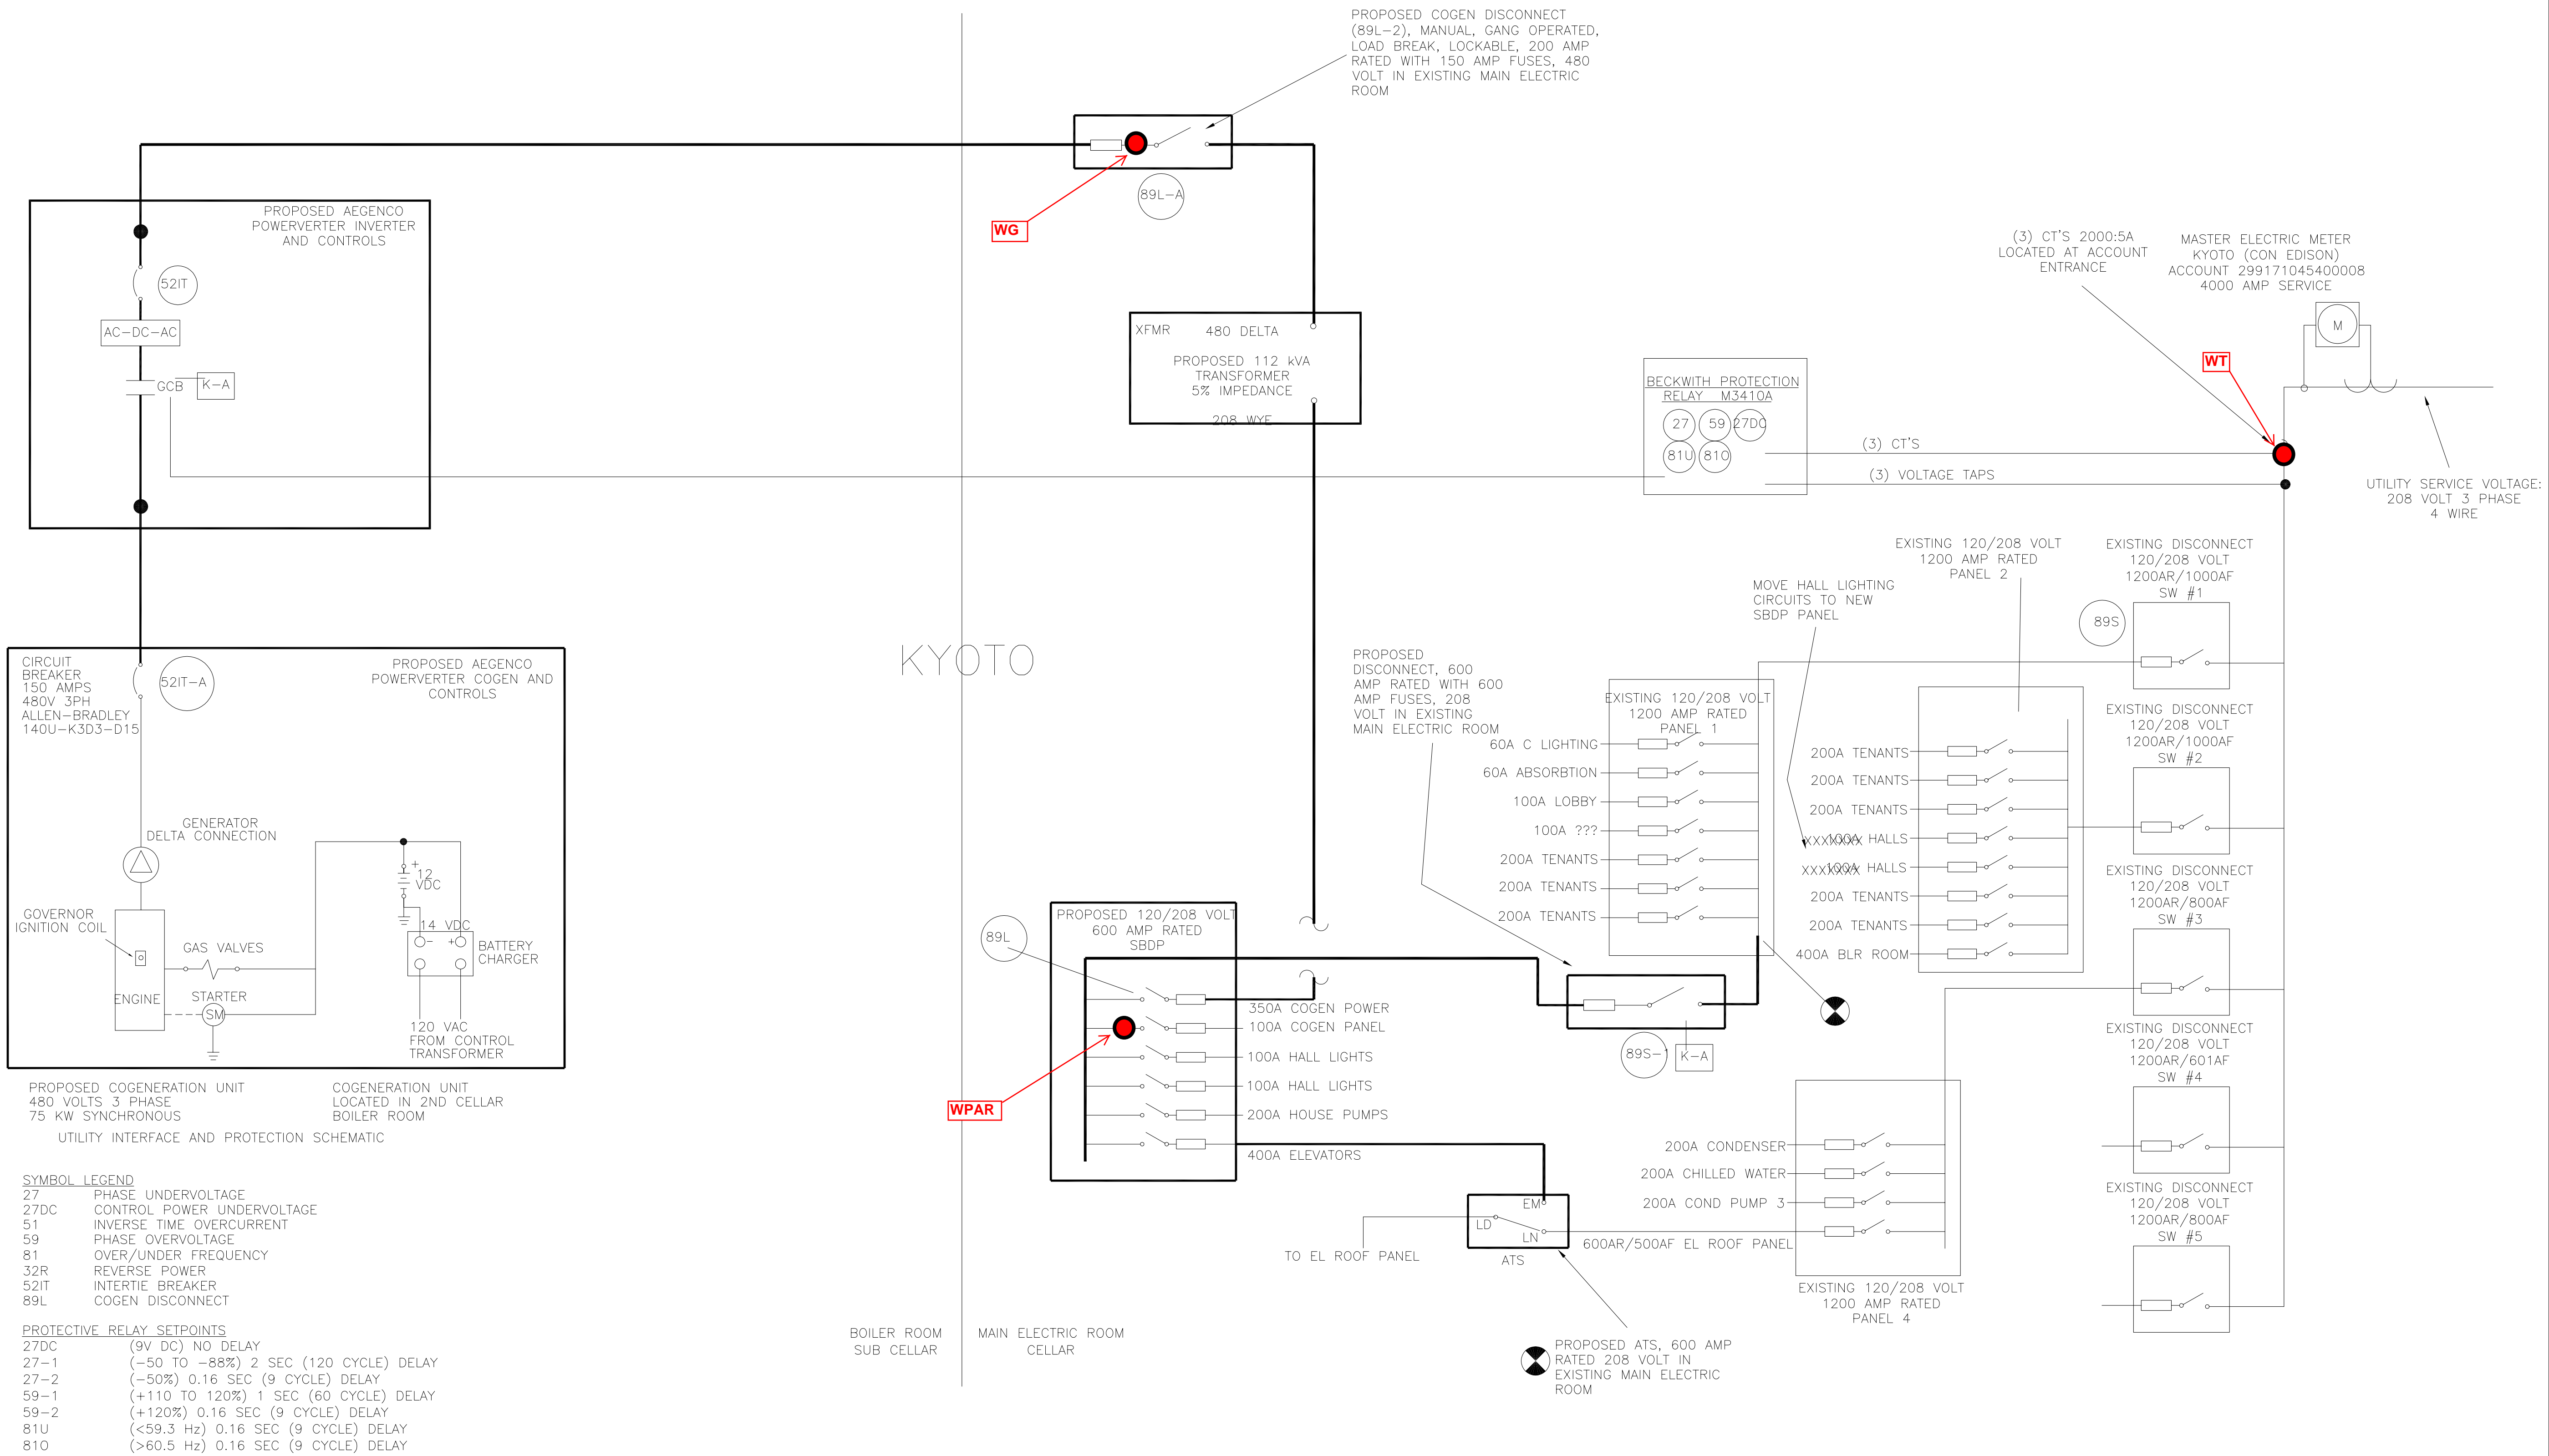 PROPOSED COGEN DISCONNECT
(89L-2), MANUAL, GANG OPERATED,
LOAD BREAK, LOCKABLE, 200 AMP
RATED WITH 150 AMP FUSES, 480
VOLT IN EXISTING MAIN ELECTRIC
ROOM
89L-A
WG
PROPOSED AEGENCO
POWERVERTER INVERTER
AND CONTROLS
52IT
AC-DC-AC
GCB
K-A
XFMR
480 DELTA
PROPOSED 112 kVA
TRANSFORMER
5% IMPEDANCE
208 WYE
(3) CT'S 2000:5A
LOCATED AT ACCOUNT
ENTRANCE
MASTER ELECTRIC METER
KYOTO (CON EDISON)
ACCOUNT 299171045400008
4000 AMP SERVICE
M
WT
BECKWITH PROTECTION
RELAY M3410A
27 59 27DC
81U 81O
(3) CT'S
(3) VOLTAGE TAPS
UTILITY SERVICE VOLTAGE:
208 VOLT 3 PHASE
4 WIRE
CIRCUIT
BREAKER
150 AMPS
480V 3PH
ALLEN-BRADLEY
140U-K3D3-D15
52IT-A
PROPOSED AEGENCO
POWERVERTER COGEN AND
CONTROLS
GENERATOR
DELTA CONNECTION
+
12
VDC
GOVERNOR
IGNITION COIL
GAS VALVES
14 VDC
- +
BATTERY
CHARGER
ENGINE
STARTER
SM
120 VAC
FROM CONTROL
TRANSFORMER
PROPOSED COGENERATION UNIT
480 VOLTS 3 PHASE
75 KW SYNCHRONOUS
COGENERATION UNIT
LOCATED IN 2ND CELLAR
BOILER ROOM
UTILITY INTERFACE AND PROTECTION SCHEMATIC
KYOTO
PROPOSED
DISCONNECT, 600
AMP RATED WITH 600
AMP FUSES, 208
VOLT IN EXISTING
MAIN ELECTRIC ROOM
MOVE HALL LIGHTING
CIRCUITS TO NEW
SBDP PANEL
EXISTING 120/208 VOLT
1200 AMP RATED
PANEL 1
60A C LIGHTING
60A ABSORBTION
100A LOBBY
100A ???
200A TENANTS
200A TENANTS
200A TENANTS
EXISTING 120/208 VOLT
1200 AMP RATED
PANEL 2
200A TENANTS
200A TENANTS
200A TENANTS
XXXXXXX 100A HALLS
XXXXXXX 100A HALLS
200A TENANTS
200A TENANTS
400A BLR ROOM
EXISTING DISCONNECT
120/208 VOLT
1200AR/1000AF
SW #1
89S
EXISTING DISCONNECT
120/208 VOLT
1200AR/1000AF
SW #2
EXISTING DISCONNECT
120/208 VOLT
1200AR/800AF
SW #3
EXISTING DISCONNECT
120/208 VOLT
1200AR/601AF
SW #4
EXISTING DISCONNECT
120/208 VOLT
1200AR/800AF
SW #5
89L
PROPOSED 120/208 VOLT
600 AMP RATED
SBDP
350A COGEN POWER
100A COGEN PANEL
100A HALL LIGHTS
100A HALL LIGHTS
200A HOUSE PUMPS
400A ELEVATORS
WPAR
89S-1
K-A
EM
LD
LN
ATS
TO EL ROOF PANEL
200A CONDENSER
200A CHILLED WATER
200A COND PUMP 3
600AR/500AF EL ROOF PANEL
EXISTING 120/208 VOLT
1200 AMP RATED
PANEL 4
PROPOSED ATS, 600 AMP
RATED 208 VOLT IN
EXISTING MAIN ELECTRIC
ROOM
BOILER ROOM
SUB CELLAR
MAIN ELECTRIC ROOM
CELLAR
SYMBOL LEGEND
27 PHASE UNDERVOLTAGE
27DC CONTROL POWER UNDERVOLTAGE
51 INVERSE TIME OVERCURRENT
59 PHASE OVERVOLTAGE
81 OVER/UNDER FREQUENCY
32R REVERSE POWER
52IT INTERTIE BREAKER
89L COGEN DISCONNECT
PROTECTIVE RELAY SETPOINTS
27DC (9V DC) NO DELAY
27-1 (-50 TO -88%) 2 SEC (120 CYCLE) DELAY
27-2 (-50%) 0.16 SEC (9 CYCLE) DELAY
59-1 (+110 TO 120%) 1 SEC (60 CYCLE) DELAY
59-2 (+120%) 0.16 SEC (9 CYCLE) DELAY
81U (<59.3 Hz) 0.16 SEC (9 CYCLE) DELAY
81O (>60.5 Hz) 0.16 SEC (9 CYCLE) DELAY